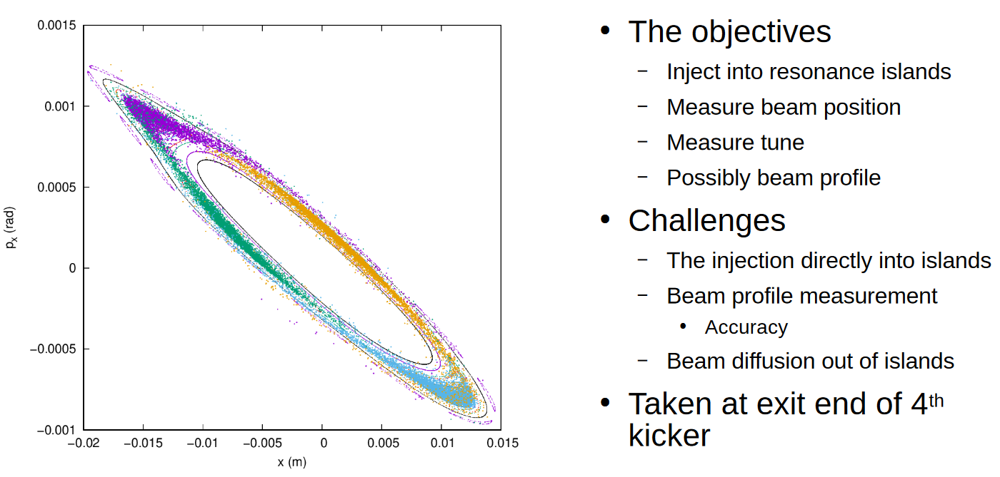 0.0015
0.001
0.0005
0
−0.0005
−0.001
−0.02 −0.015 −0.01 −0.005 0 0.005 0.01 0.015
x (m)
px (rad)
• The objectives
– Inject into resonance islands
– Measure beam position
– Measure tune
– Possibly beam profile
• Challenges
– The injection directly into islands
– Beam profile measurement
• Accuracy
– Beam diffusion out of islands
• Taken at exit end of 4th
kicker